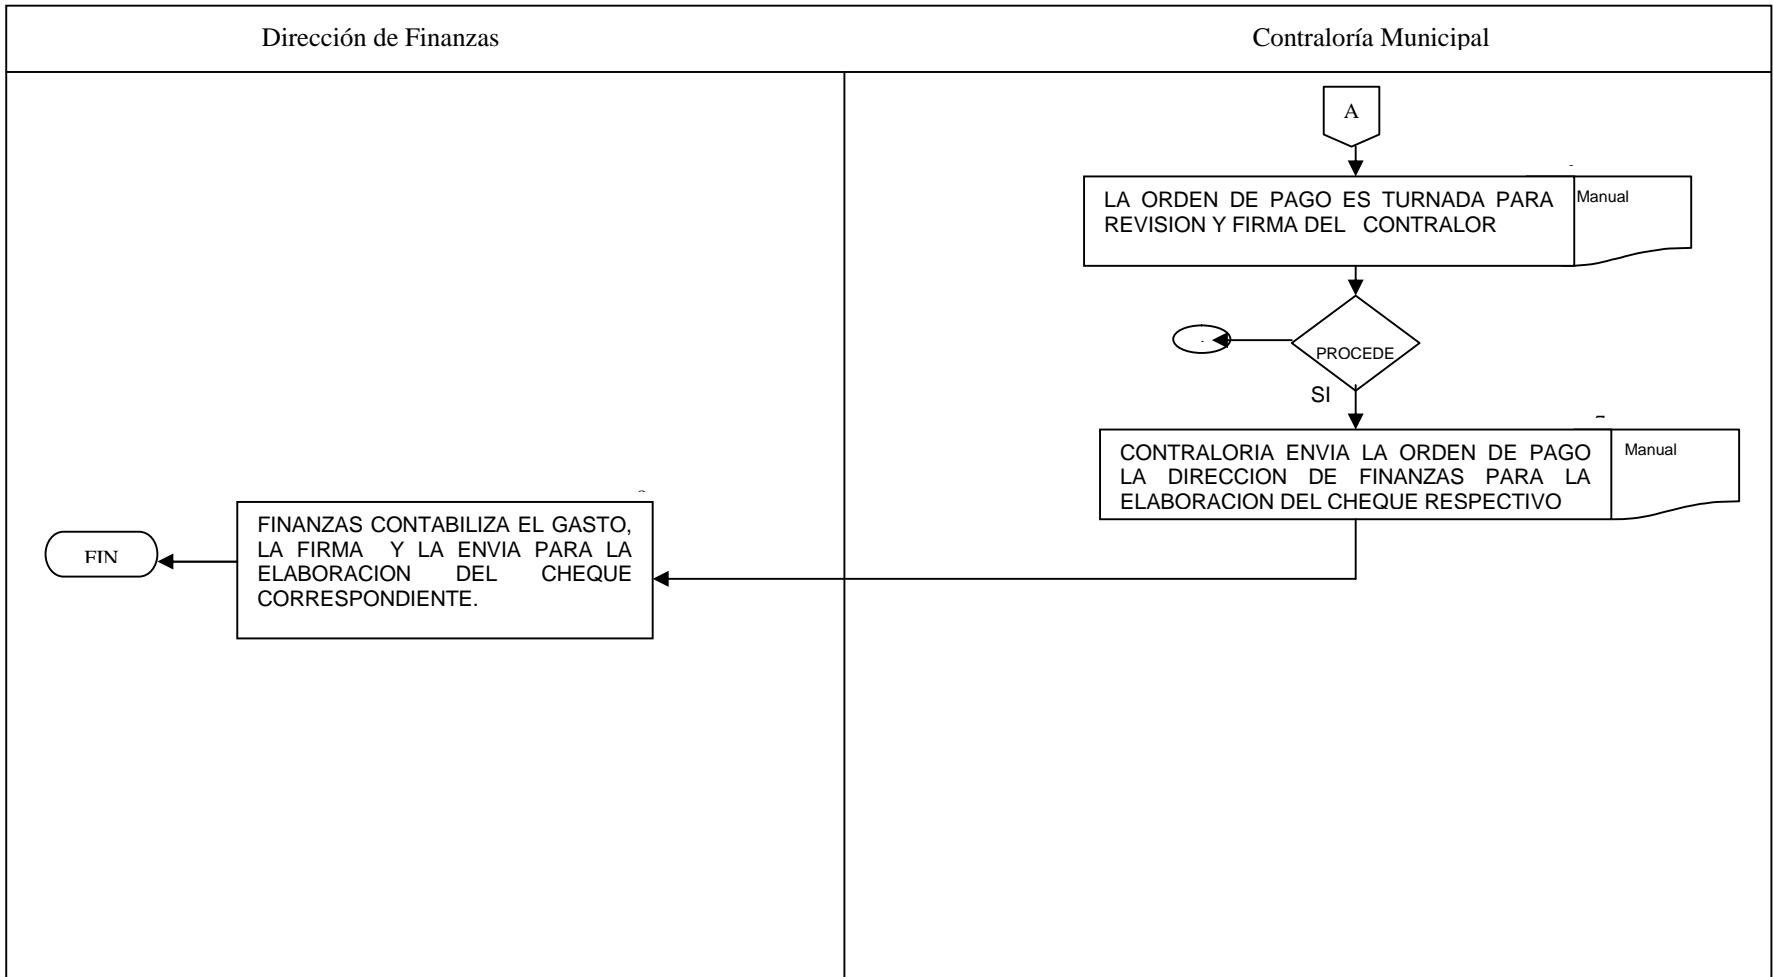 Dirección de Finanzas
Contraloría Municipal
A
LA ORDEN DE PAGO ES TURNADA PARA
REVISION Y FIRMA DEL CONTRALOR
Manual
PROCEDE
SI
CONTRALORIA ENVIA LA ORDEN DE PAGO
LA DIRECCION DE FINANZAS PARA LA
ELABORACION DEL CHEQUE RESPECTIVO
Manual
FINANZAS CONTABILIZA EL GASTO,
LA FIRMA Y LA ENVIA PARA LA
ELABORACION DEL CHEQUE
CORRESPONDIENTE.
FIN